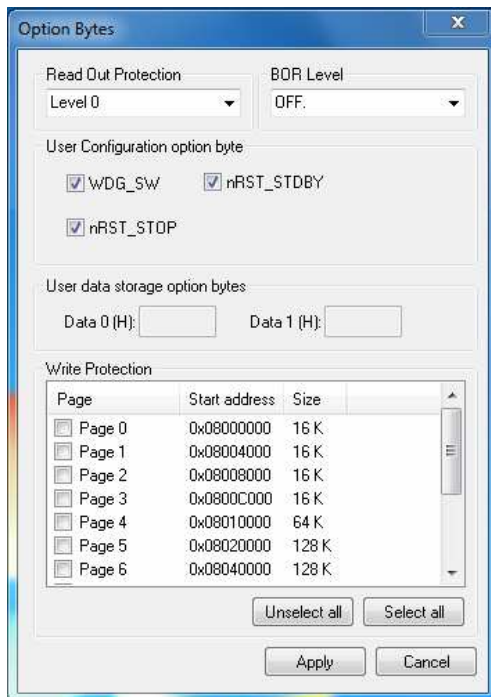 Option Bytes
Read Out Protection
BOR Level
Level 0
OFF.
User Configuration option byte
WDG_SW
nRST_STDBY
nRST_STOP
User data storage option bytes
Data 0 (H):
Data 1 (H):
Write Protection
Page Start address Size
Page 0 0x08000000 16 K
Page 1 0x08004000 16 K
Page 2 0x08008000 16 K
Page 3 0x0800C000 16 K
Page 4 0x08010000 64 K
Page 5 0x08020000 128 K
Page 6 0x08040000 128 K
Unselect all
Select all
Apply
Cancel